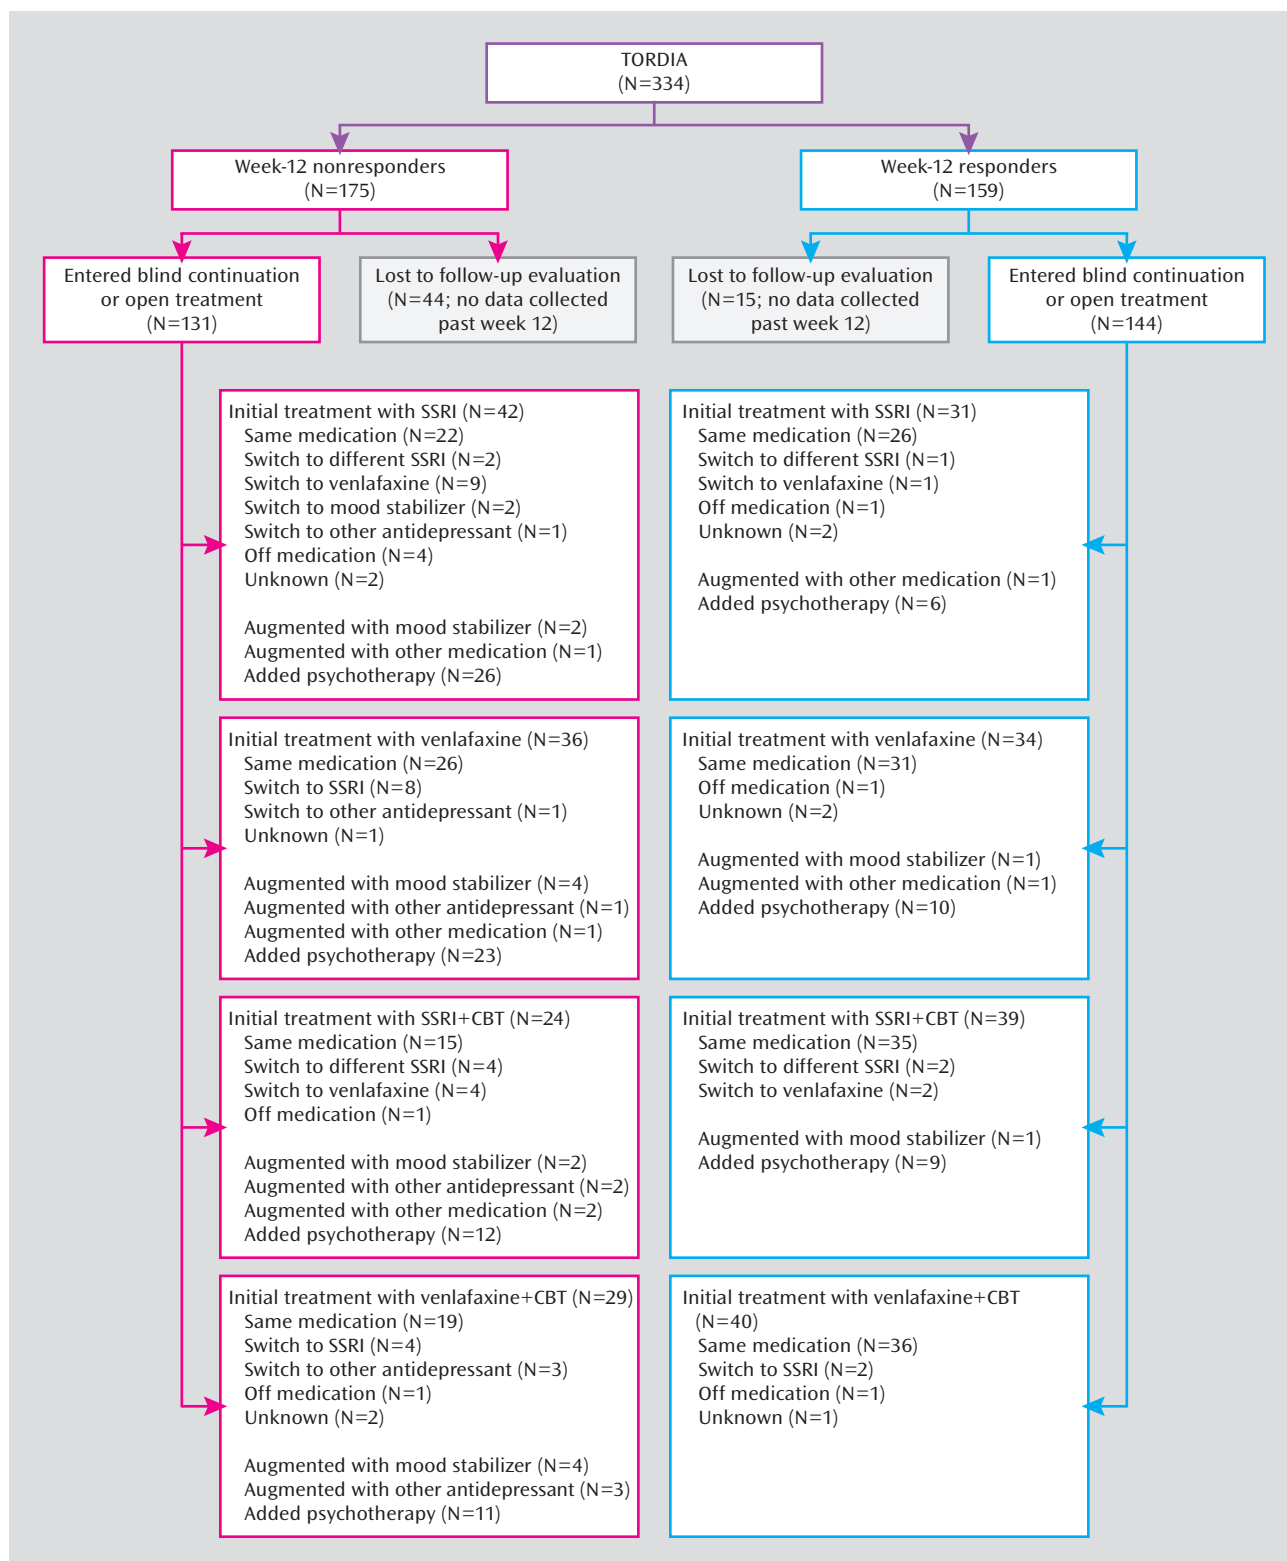 TORDIA
(N=334)
Week-12 nonresponders
(N=175)
Week-12 responders
(N=159)
Entered blind continuation
or open treatment
(N=131)
Lost to follow-up evaluation
(N=44; no data collected
past week 12)
Lost to follow-up evaluation
(N=15; no data collected
past week 12)
Entered blind continuation
or open treatment
(N=144)
Initial treatment with SSRI (N=42)
Same medication (N=22)
Switch to different SSRI (N=2)
Switch to venlafaxine (N=9)
Switch to mood stabilizer (N=2)
Switch to other antidepressant (N=1)
Off medication (N=4)
Unknown (N=2)
Augmented with mood stabilizer (N=2)
Augmented with other medication (N=1)
Added psychotherapy (N=26)
Initial treatment with SSRI (N=31)
Same medication (N=26)
Switch to different SSRI (N=1)
Switch to venlafaxine (N=1)
Off medication (N=1)
Unknown (N=2)
Augmented with other medication (N=1)
Added psychotherapy (N=6)
Initial treatment with venlafaxine (N=36)
Same medication (N=26)
Switch to SSRI (N=8)
Switch to other antidepressant (N=1)
Unknown (N=1)
Augmented with mood stabilizer (N=4)
Augmented with other antidepressant (N=1)
Augmented with other medication (N=1)
Added psychotherapy (N=23)
Initial treatment with venlafaxine (N=34)
Same medication (N=31)
Off medication (N=1)
Unknown (N=2)
Augmented with mood stabilizer (N=1)
Augmented with other medication (N=1)
Added psychotherapy (N=10)
Initial treatment with SSRI+CBT (N=24)
Same medication (N=15)
Switch to different SSRI (N=4)
Switch to venlafaxine (N=4)
Off medication (N=1)
Augmented with mood stabilizer (N=2)
Augmented with other antidepressant (N=2)
Augmented with other medication (N=2)
Added psychotherapy (N=12)
Initial treatment with SSRI+CBT (N=39)
Same medication (N=35)
Switch to different SSRI (N=2)
Switch to venlafaxine (N=2)
Augmented with mood stabilizer (N=1)
Added psychotherapy (N=9)
Initial treatment with venlafaxine+CBT (N=29)
Same medication (N=19)
Switch to SSRI (N=4)
Switch to other antidepressant (N=3)
Off medication (N=1)
Unknown (N=2)
Augmented with mood stabilizer (N=4)
Augmented with other antidepressant (N=3)
Added psychotherapy (N=11)
Initial treatment with venlafaxine+CBT
(N=40)
Same medication (N=36)
Switch to SSRI (N=2)
Off medication (N=1)
Unknown (N=1)